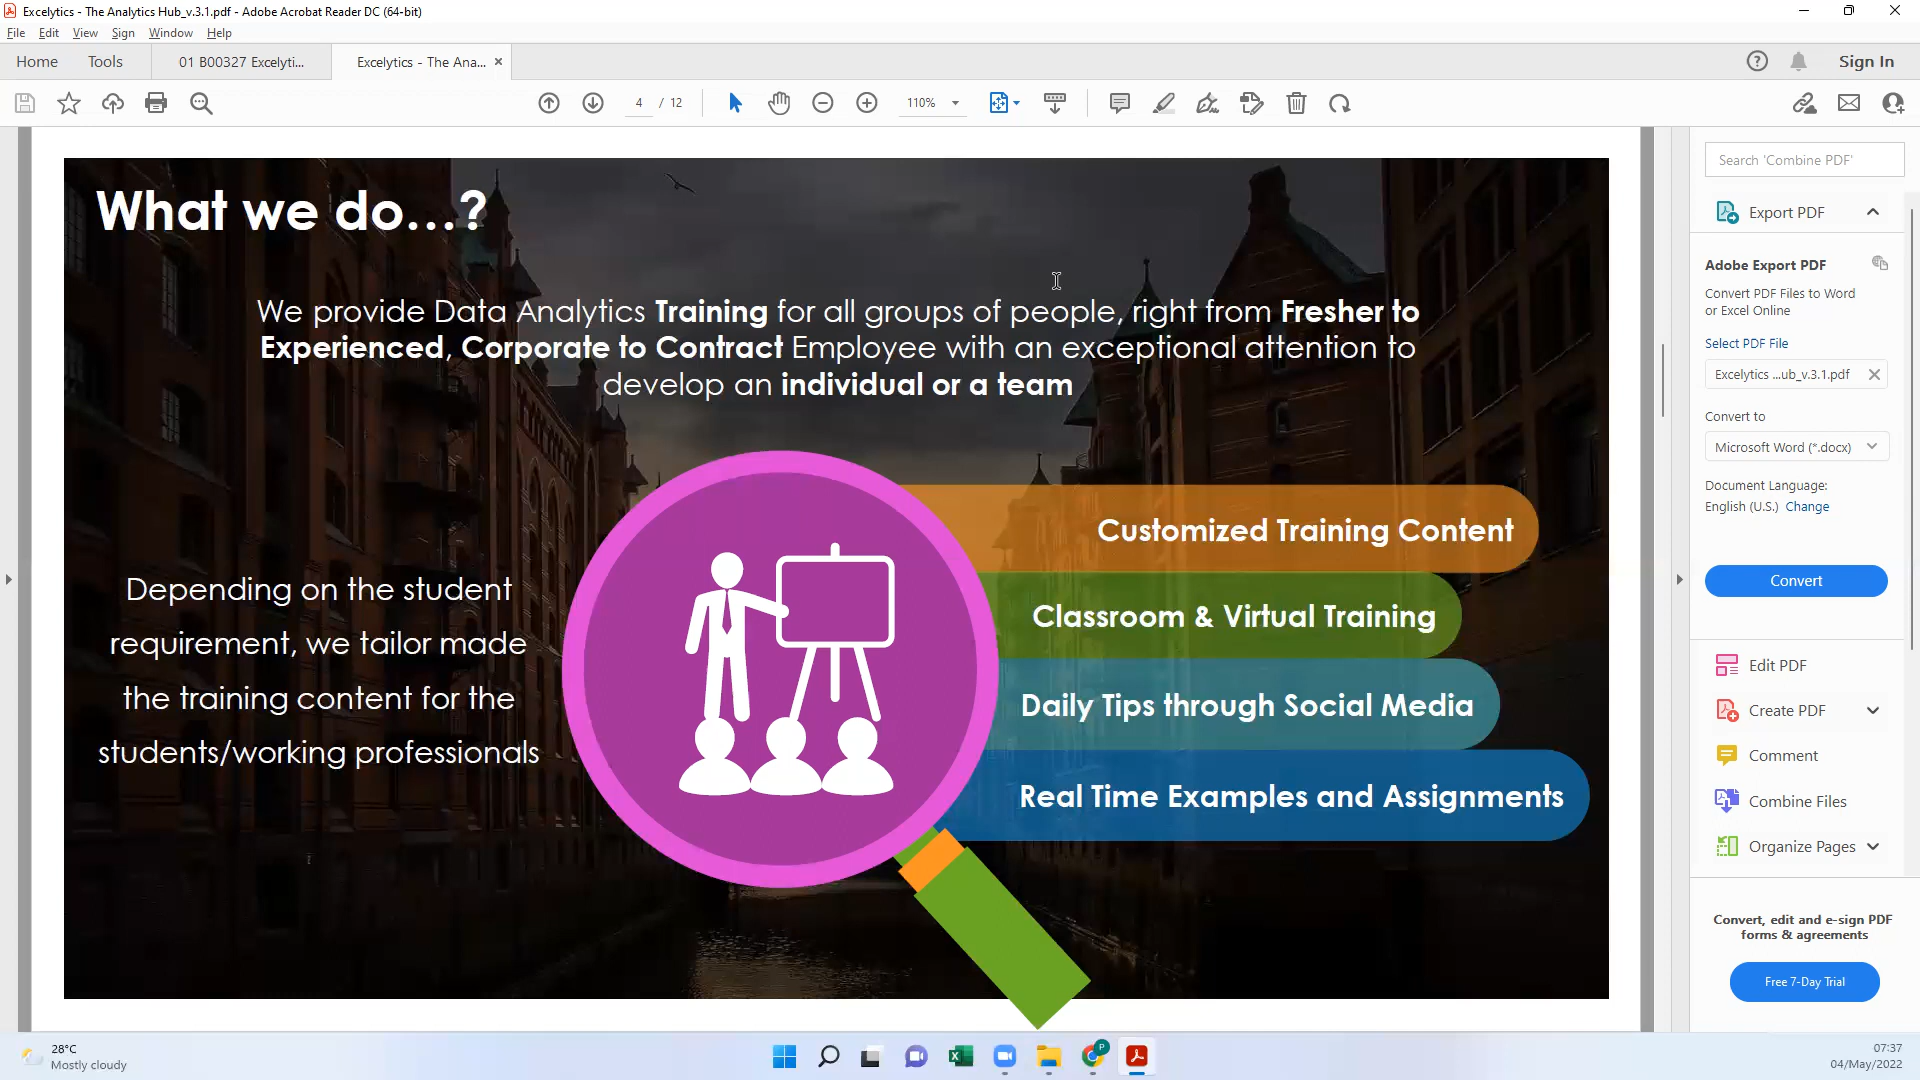 Excelytics - The Analytics Hub_v.3.1.pdf - Adobe Acrobat Reader DC (64-bit)
File Edit View Sign Window Help
Home Tools 01 B00327 Excelyti... Excelytics - The Ana... Sign In
4 / 12 110%
What we do...?
We provide Data Analytics Training for all groups of people, right from Fresher to
Experienced, Corporate to Contract Employee with an exceptional attention to
develop an individual or a team
Depending on the student
requirement, we tailor made
the training content for the
students/working professionals
Customized Training Content
Classroom & Virtual Training
Daily Tips through Social Media
Real Time Examples and Assignments
Search 'Combine PDF'
Export PDF
Adobe Export PDF
Convert PDF Files to Word
or Excel Online
Select PDF File
Excelytics ...ub_v.3.1.pdf
Convert to
Microsoft Word (*.docx)
Document Language:
English (U.S.) Change
Convert
Edit PDF
Create PDF
Comment
Combine Files
Organize Pages
Convert, edit and e-sign PDF
forms & agreements
Free 7-Day Trial
28°C
Mostly cloudy
P
07:37
04/May/2022